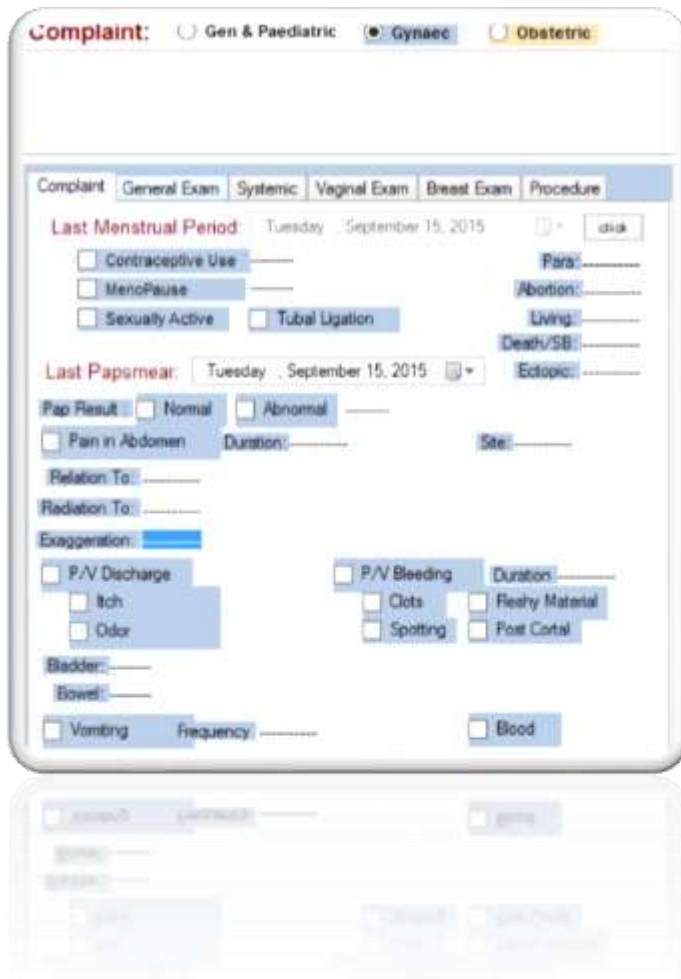 Complaint: Gen & Paediatric Gynaec Obstetric
Complaint General Exam Systemic Vaginal Exam Breast Exam Procedure
Last Menstrual Period: Tuesday , September 15, 2015 click
Contraceptive Use
Para:
MenoPause
Abortion:
Sexually Active Tubal Ligation
Living:
Death/SB:
Last Papsmear: Tuesday , September 15, 2015
Ectopic:
Pap Result : Normal Abnormal
Pain in Abdomen Duration: Site:
Relation To:
Radiation To:
Exaggeration:
P/V Discharge P/V Bleeding Duration
Itch Clots Fleshy Material
Odor Spotting Post Cortal
Bladder:
Bowel:
Vomiting Frequency Blood